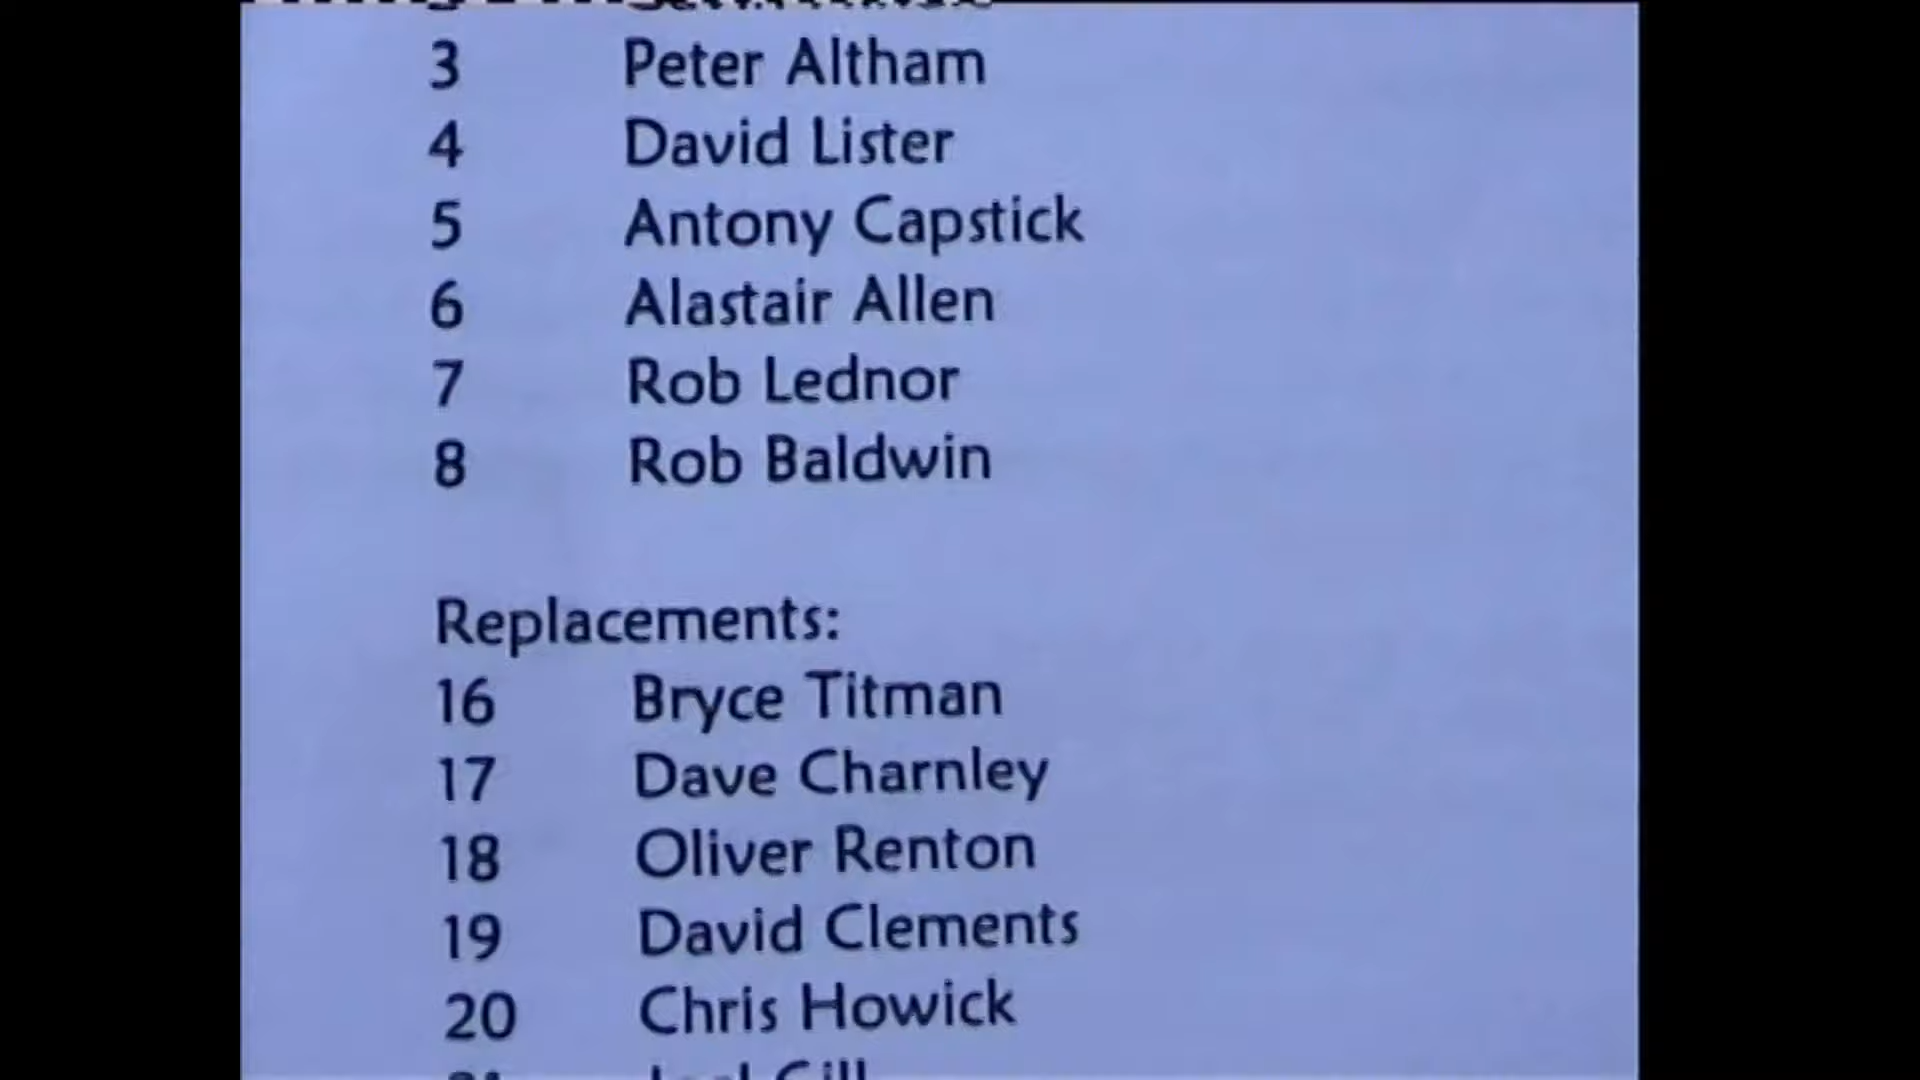 3 Peter Altham
4 David Lister
5 Antony Capstick
6 Alastair Allen
7 Rob Lednor
8 Rob Baldwin
Replacements:
16 Bryce Titman
17 Dave Charnley
18 Oliver Renton
19 David Clements
20 Chris Howick
Gill